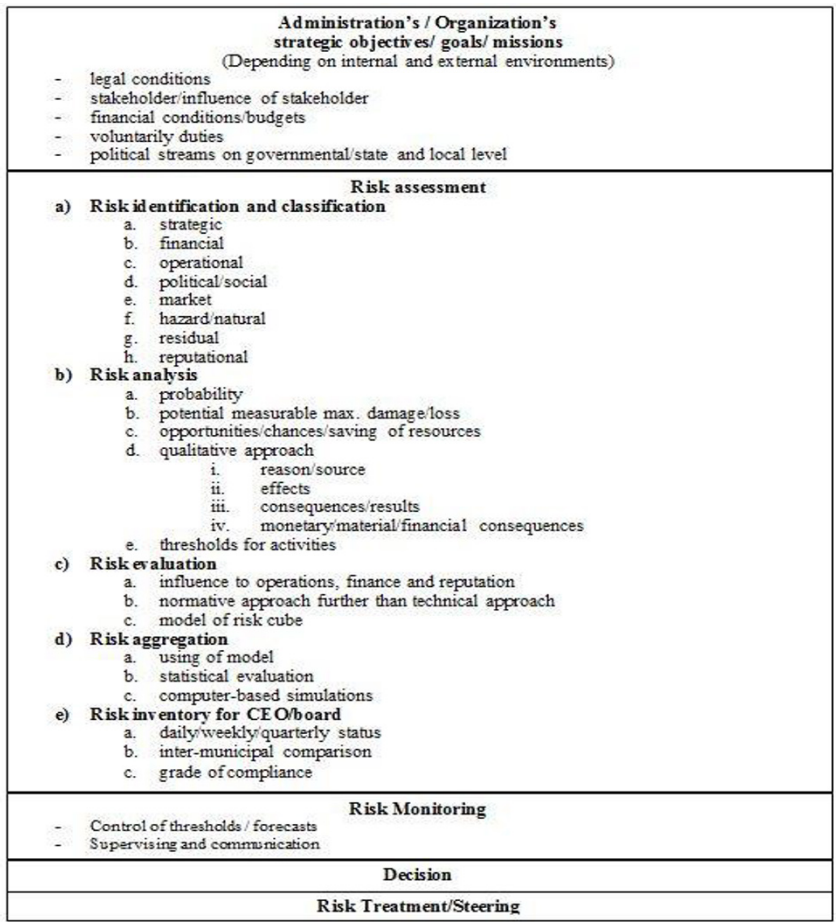 Administration's / Organization's
strategic objectives/ goals/ missions
(Depending on internal and external environments)
- legal conditions
- stakeholder/influence of stakeholder
- financial conditions/budgets
- voluntarily duties
- political streams on governmental/state and local level
Risk assessment
a) Risk identification and classification
a. strategic
b. financial
c. operational
d. political/social
e. market
f. hazard/natural
g. residual
h. reputational
b) Risk analysis
a. probability
b. potential measurable max. damage/loss
c. opportunities/chances/saving of resources
d. qualitative approach
i. reason/source
ii. effects
iii. consequences/results
iv. monetary/material/financial consequences
e. thresholds for activities
c) Risk evaluation
a. influence to operations, finance and reputation
b. normative approach further than technical approach
c. model of risk cube
d) Risk aggregation
a. using of model
b. statistical evaluation
c. computer-based simulations
e) Risk inventory for CEO/board
a. daily/weekly/quarterly status
b. inter-municipal comparison
c. grade of compliance
Risk Monitoring
- Control of thresholds / forecasts
- Supervising and communication
Decision
Risk Treatment/Steering